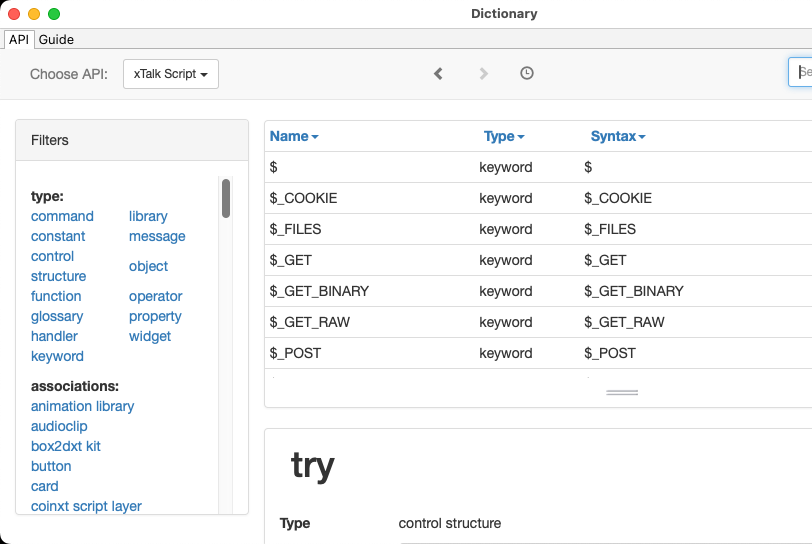 Dictionary
API Guide
Choose API: xTalk Script
Filters
type:
command library
constant message
control
structure object
function operator
glossary property
handler widget
keyword
associations:
animation library
audioclip
box2dxt kit
button
card
coinxt script layer
Name Type Syntax
$ keyword $
$_COOKIE keyword $_COOKIE
$_FILES keyword $_FILES
$_GET keyword $_GET
$_GET_BINARY keyword $_GET_BINARY
$_GET_RAW keyword $_GET_RAW
$_POST keyword $_POST
try
Type control structure